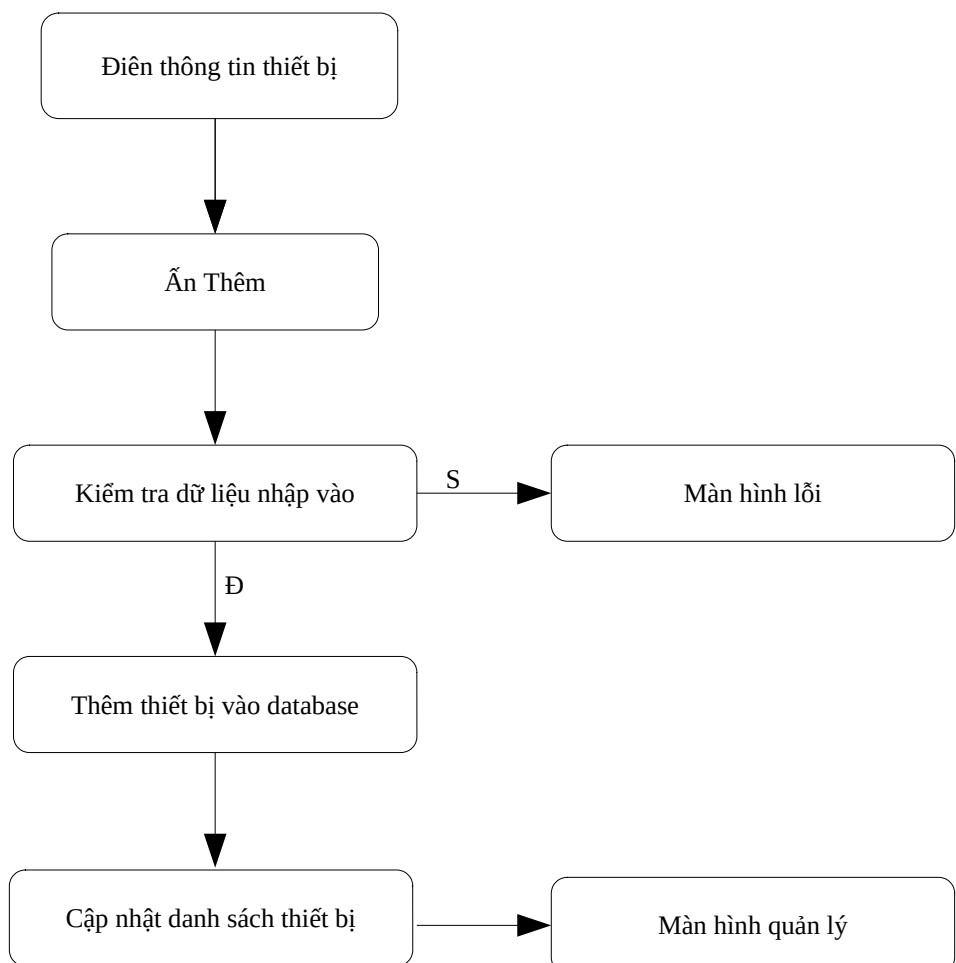 Điên thông tin thiết bị
Ấn Thêm
Kiểm tra dữ liệu nhập vào
S
Màn hình lỗi
Đ
Thêm thiết bị vào database
Cập nhật danh sách thiết bị
Màn hình quản lý